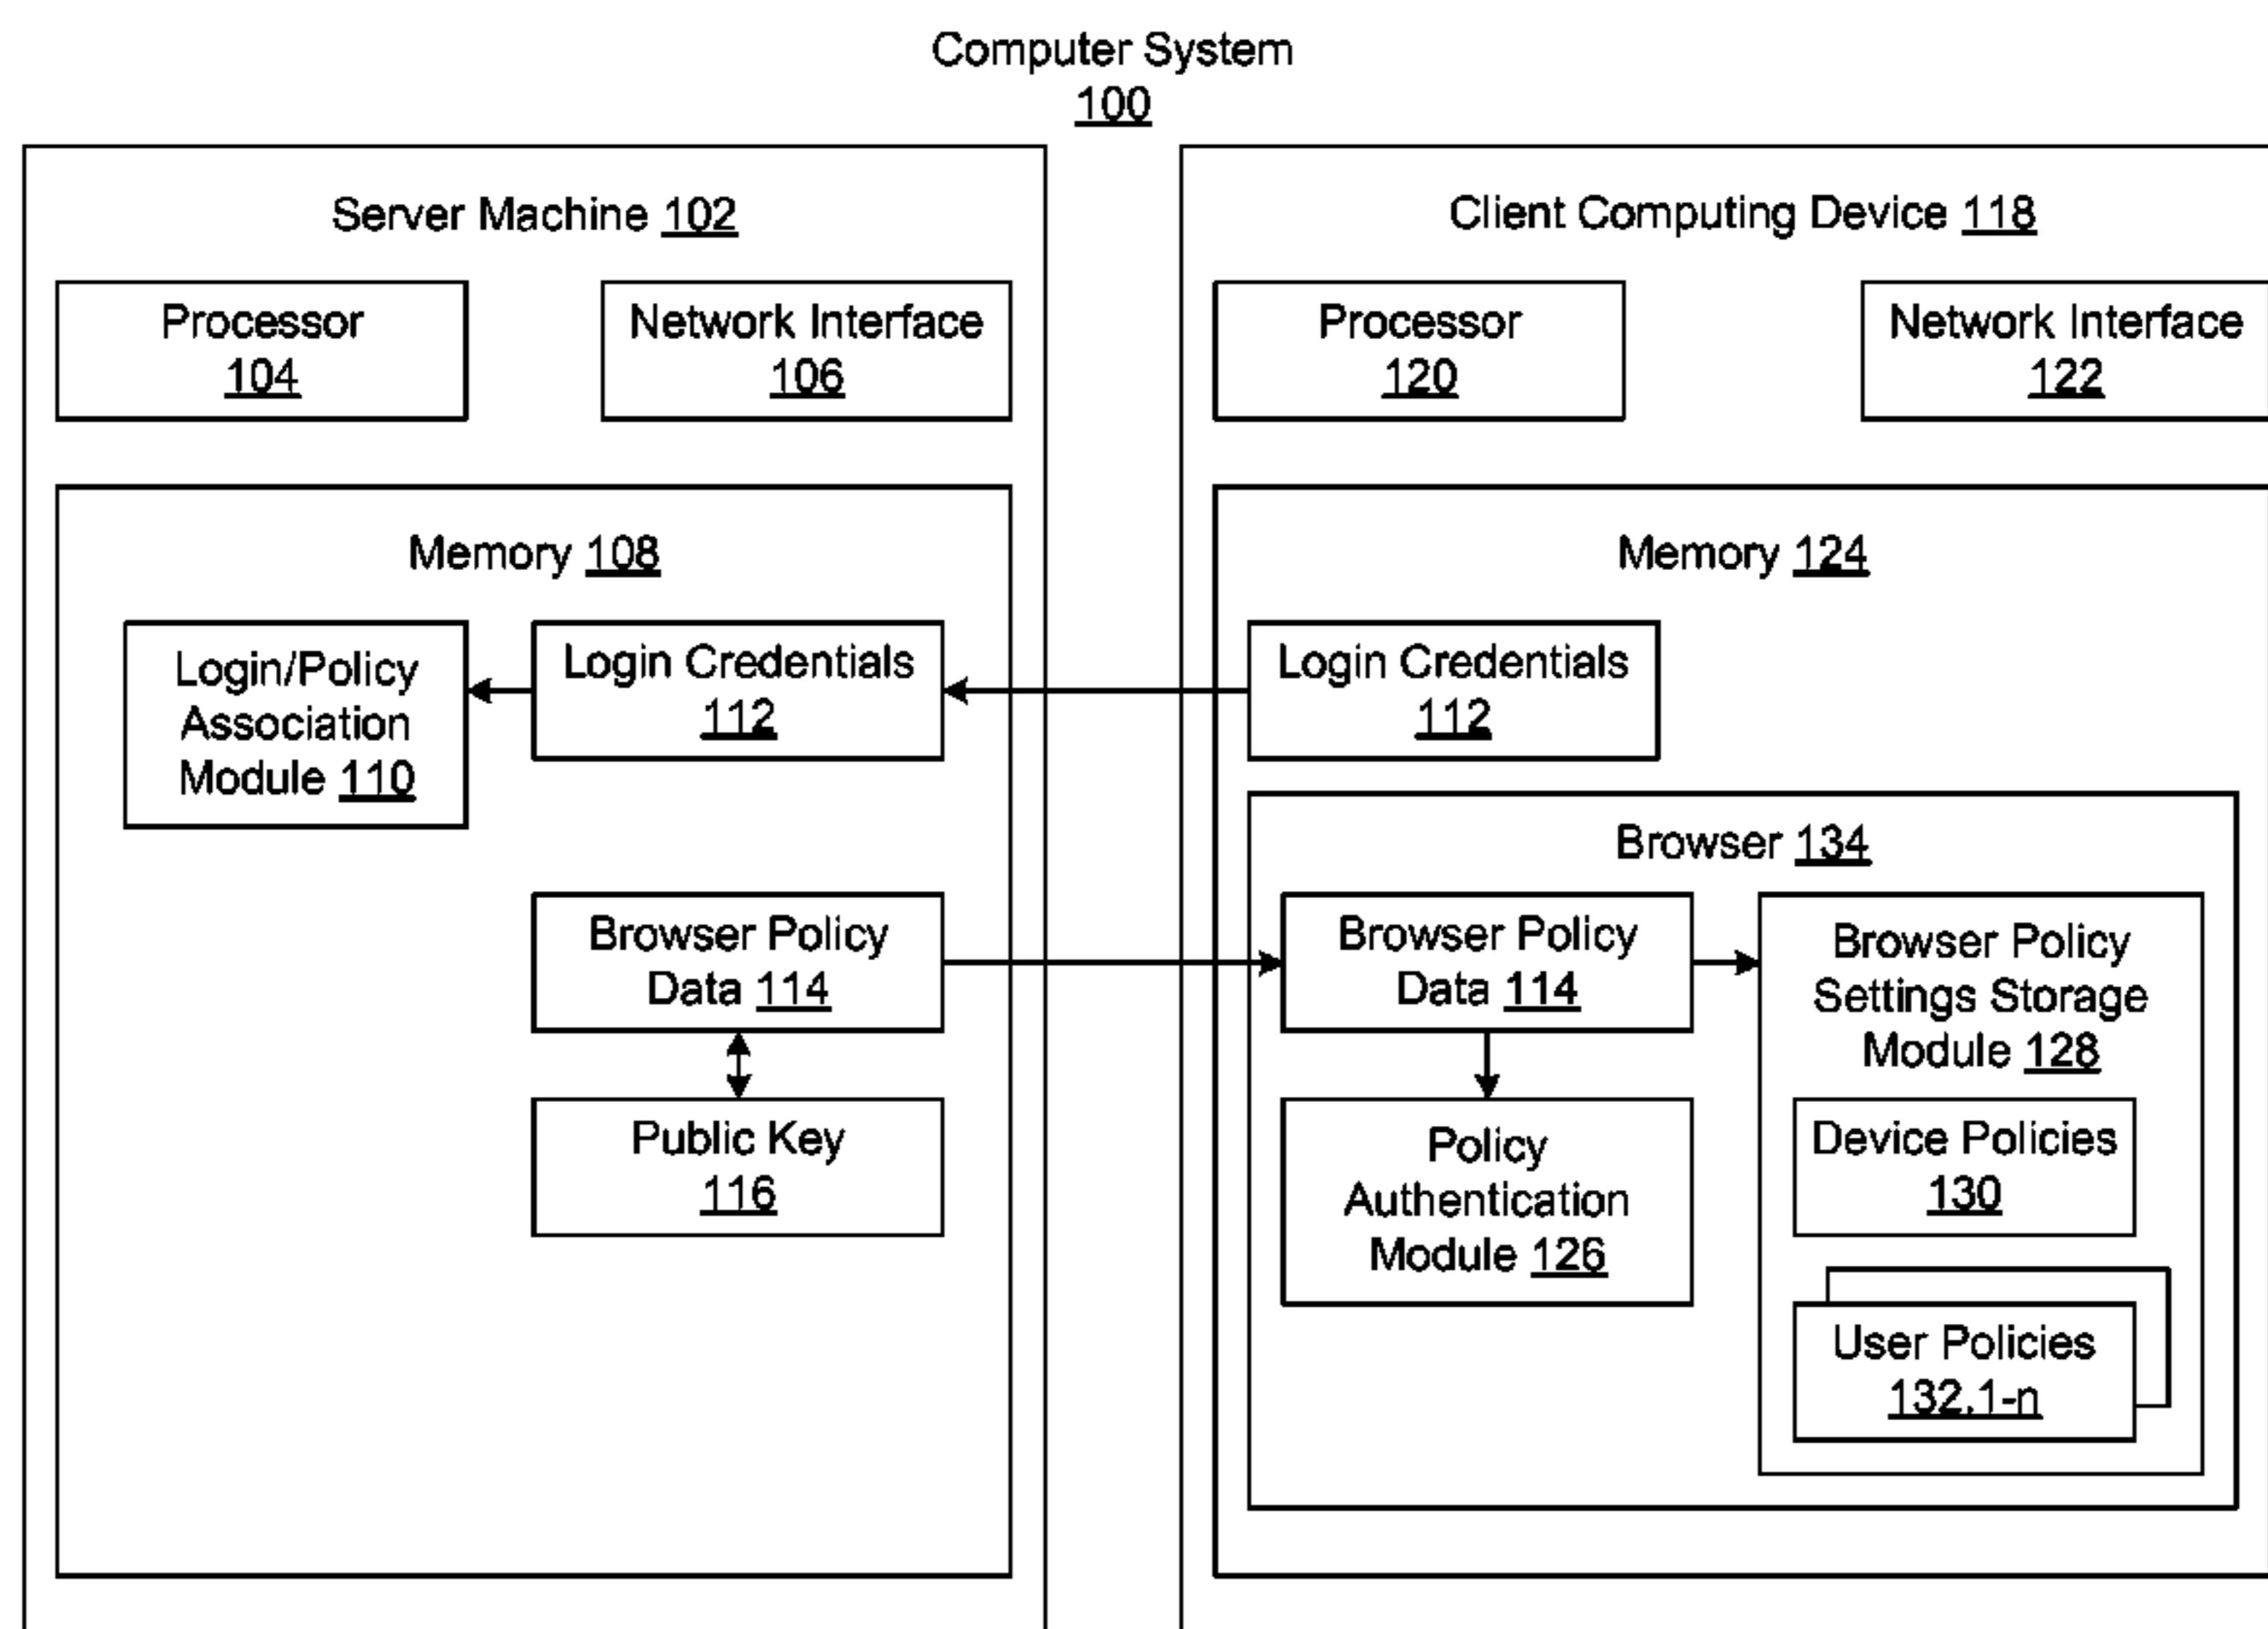 Computer System
100
Server Machine 102
Processor
104
Network Interface
106
Memory 108
Login/Policy
Association
Module 110
Login Credentials
112
Browser Policy
Data 114
Public Key
116
Client Computing Device 118
Processor
120
Network Interface
122
Memory 124
Login Credentials
112
Browser 134
Browser Policy
Data 114
Policy
Authentication
Module 126
Browser Policy
Settings Storage
Module 128
Device Policies
130
User Policies
132.1-n